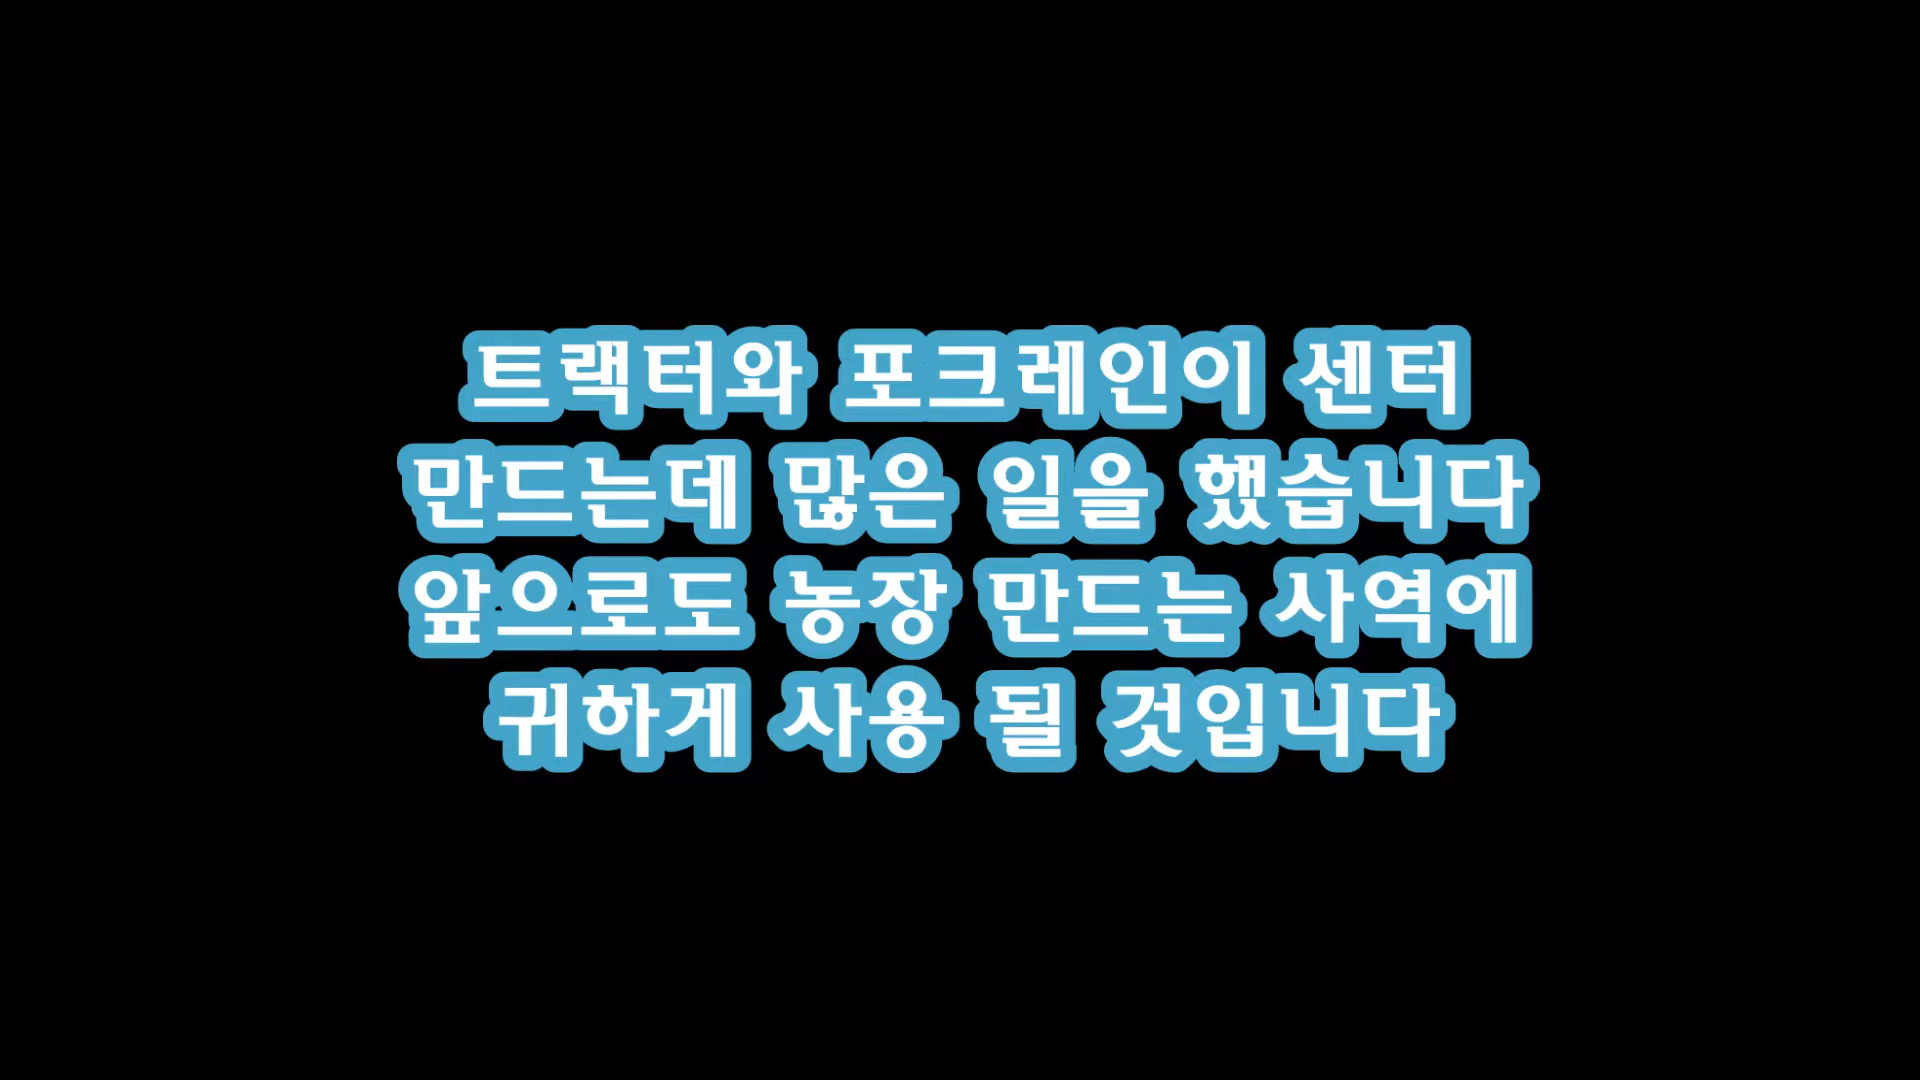 트랙터와 포크레인이 센터
만드는데 많은 일을 했습니다
앞으로도 농장 만드는 사역에
귀하게 사용 될 것입니다